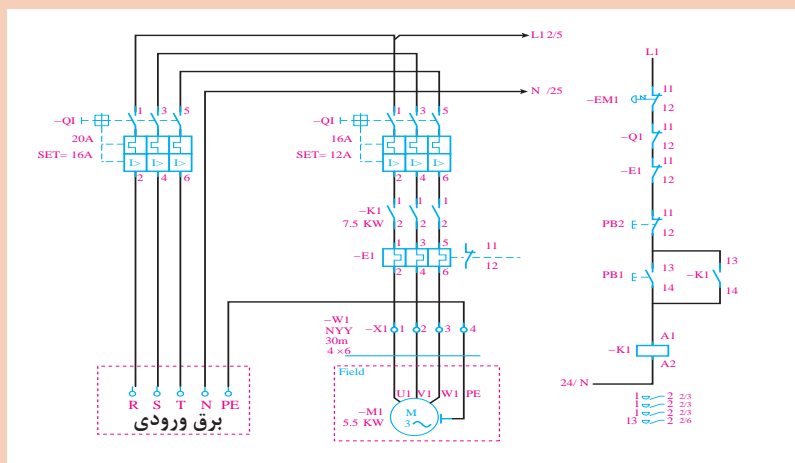 L1 2/5
N /25
1 3 5
-QI
20A
SET= 16A
I> I> I>
2 4 6
1 3 5
-QI
16A
SET= 12A
I> I> I>
2 4 6
1 1 1
-K1
7.5 KW
2 2 2
1 3 5
-E1
11
12
2 4 6
-W1
NYY
30m
4×6
-X1 1 2 3 4
Field
U1 V1 W1 PE
-M1
5.5 KW
M
3
R S T N PE
برق ورودی
L1
-EM1
11
12
-Q1
11
12
-E1
11
12
PB2
11
12
PB1
13
14
-K1
13
14
-K1
A1
A2
24/ N
1 2 2/3
1 2 2/3
1 2 2/3
13 2 2/6